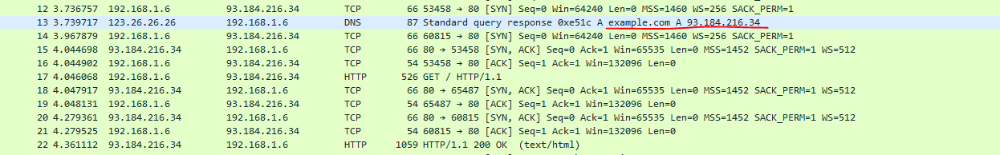 12 3.736757 192.168.1.6 93.184.216.34 TCP 66 53458 → 80 [SYN] Seq=0 Win=64240 Len=0 MSS=1460 WS=256 SACK_PERM=1
13 3.739717 123.26.26.26 192.168.1.6 DNS 87 Standard query response 0xe51c A example.com A 93.184.216.34
14 3.967879 192.168.1.6 93.184.216.34 TCP 66 60815 → 80 [SYN] Seq=0 Win=64240 Len=0 MSS=1460 WS=256 SACK_PERM=1
15 4.044698 93.184.216.34 192.168.1.6 TCP 66 80 → 53458 [SYN, ACK] Seq=0 Ack=1 Win=65535 Len=0 MSS=1452 SACK_PERM=1 WS=512
16 4.044902 192.168.1.6 93.184.216.34 TCP 54 53458 → 80 [ACK] Seq=1 Ack=1 Win=132096 Len=0
17 4.046068 192.168.1.6 93.184.216.34 HTTP 526 GET / HTTP/1.1
18 4.047917 93.184.216.34 192.168.1.6 TCP 66 80 → 65487 [SYN, ACK] Seq=0 Ack=1 Win=65535 Len=0 MSS=1452 SACK_PERM=1 WS=512
19 4.048131 192.168.1.6 93.184.216.34 TCP 54 65487 → 80 [ACK] Seq=1 Ack=1 Win=132096 Len=0
20 4.279361 93.184.216.34 192.168.1.6 TCP 66 80 → 60815 [SYN, ACK] Seq=0 Ack=1 Win=65535 Len=0 MSS=1452 SACK_PERM=1 WS=512
21 4.279525 192.168.1.6 93.184.216.34 TCP 54 60815 → 80 [ACK] Seq=1 Ack=1 Win=132096 Len=0
22 4.361112 93.184.216.34 192.168.1.6 HTTP 1059 HTTP/1.1 200 OK (text/html)